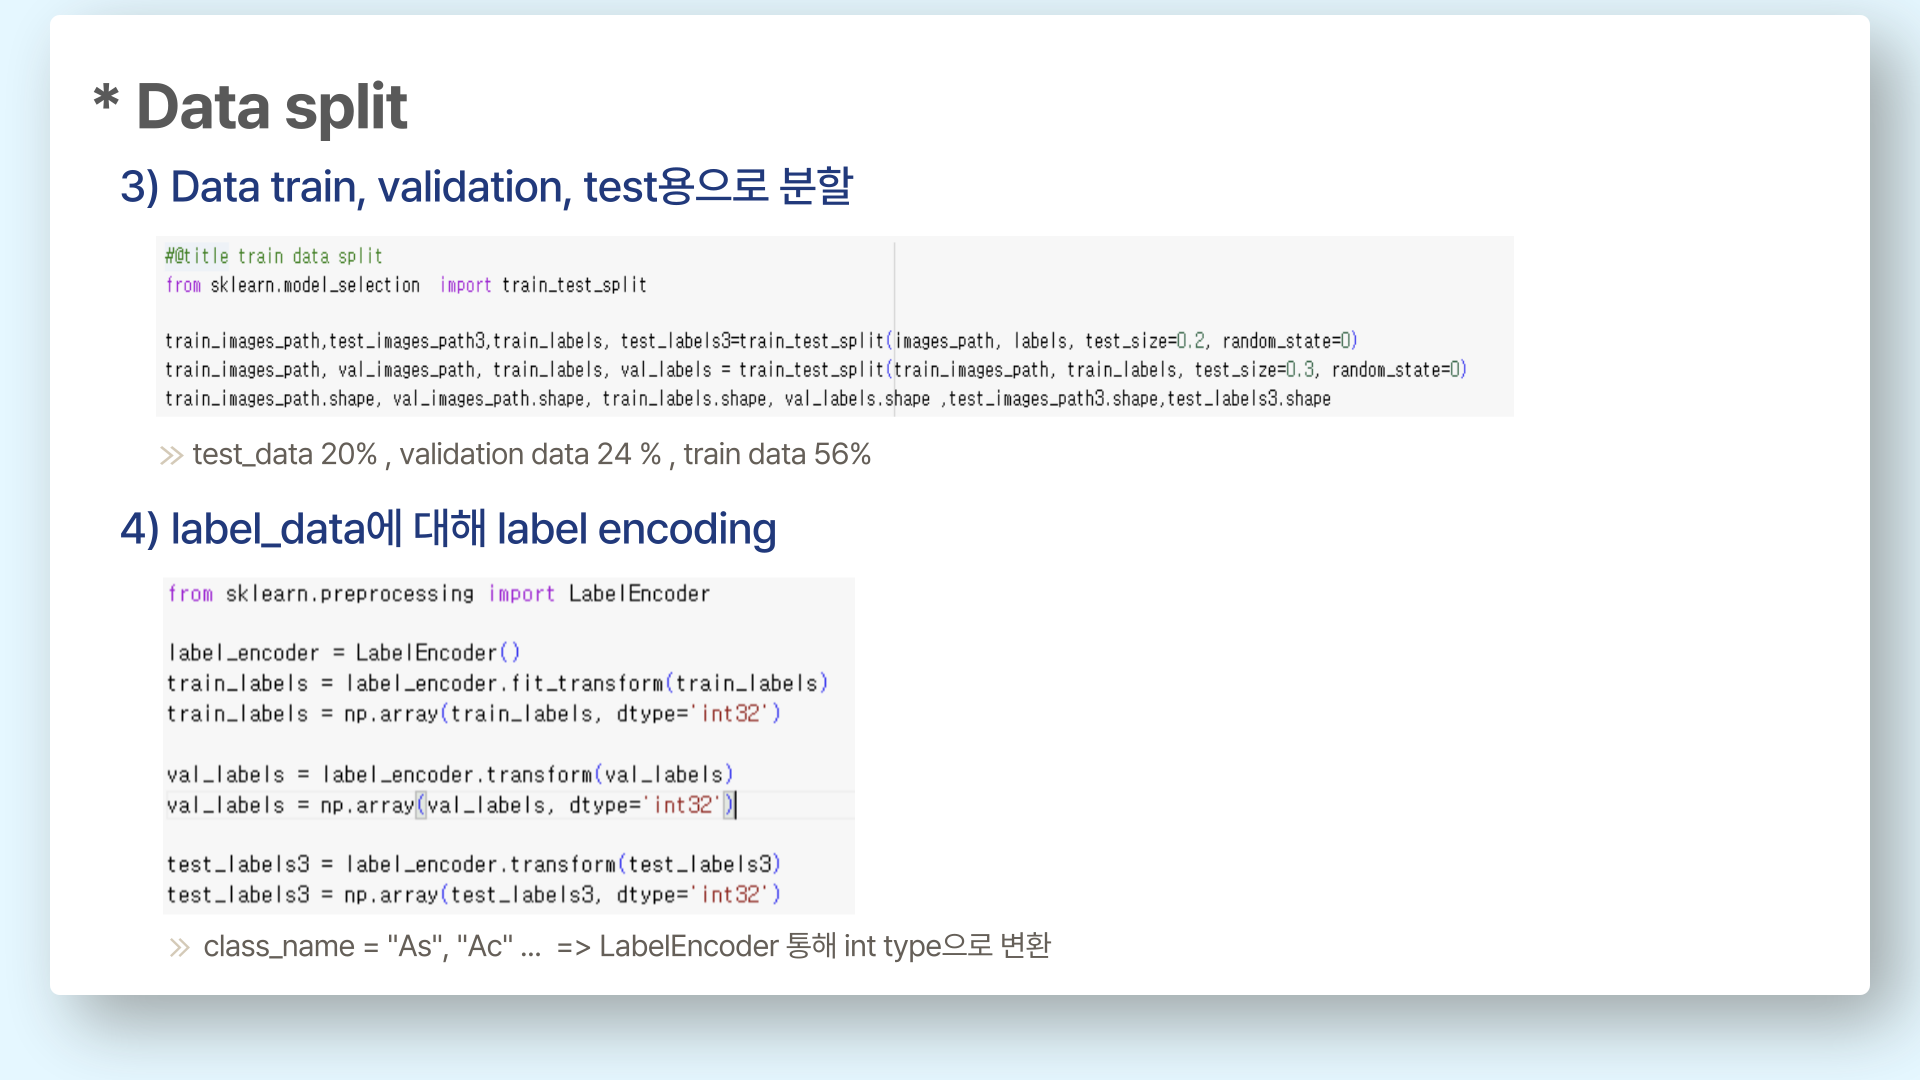 * Data split
3) Data train, validation, test용으로 분할
#@title train data split
from sklearn.model_selection  import train_test_split
train_images_path,test_images_path3,train_labels, test_labels3=train_test_split(images_path, labels, test_size=0.2, random_state=0)
train_images_path, val_images_path, train_labels, val_labels = train_test_split(train_images_path, train_labels, test_size=0.3, random_state=0)
train_images_path.shape, val_images_path.shape, train_labels.shape, val_labels.shape ,test_images_path3.shape,test_labels3.shape
>> test_data 20% , validation data 24 % , train data 56%
4) label_data에 대해 label encoding
from sklearn.preprocessing import LabelEncoder
label_encoder = LabelEncoder()
train_labels = label_encoder.fit_transform(train_labels)
train_labels = np.array(train_labels, dtype='int32')
val_labels = label_encoder.transform(val_labels)
val_labels = np.array(val_labels, dtype='int32')
test_labels3 = label_encoder.transform(test_labels3)
test_labels3 = np.array(test_labels3, dtype='int32')
>> class_name = "As", "Ac" ...  => LabelEncoder 통해 int type으로 변환